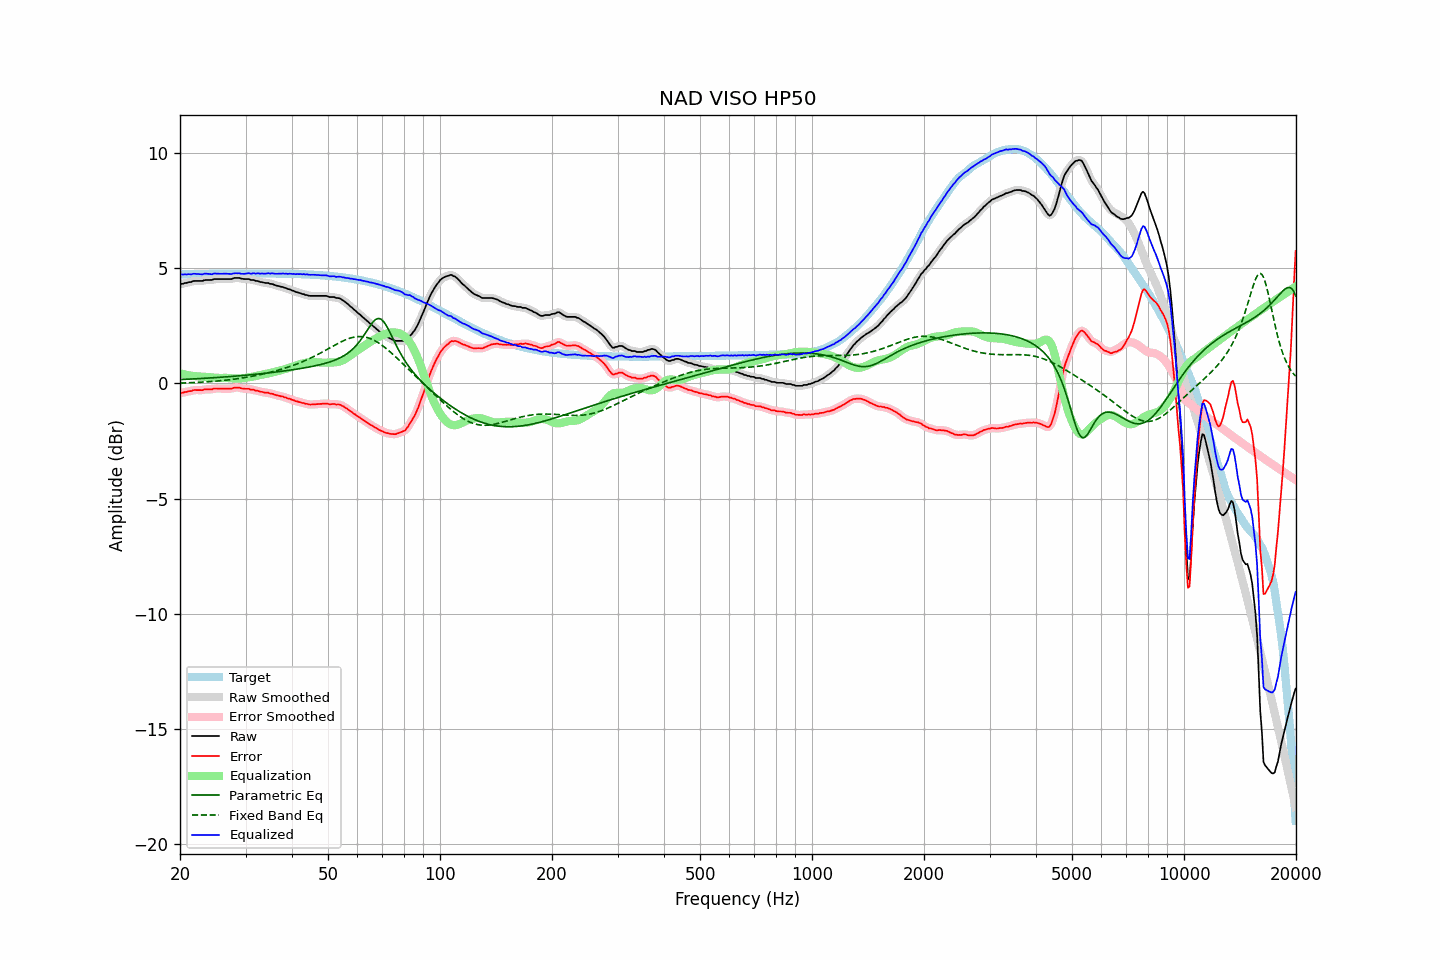 NAD VISO HP50
Amplitude (dBr)
10
5
0
−5
−10
−15
−20
Target
Raw Smoothed
Error Smoothed
Raw
Error
Equalization
Parametric Eq
Fixed Band Eq
Equalized
20 50 100 200 500 1000 2000 5000 10000 20000
Frequency (Hz)